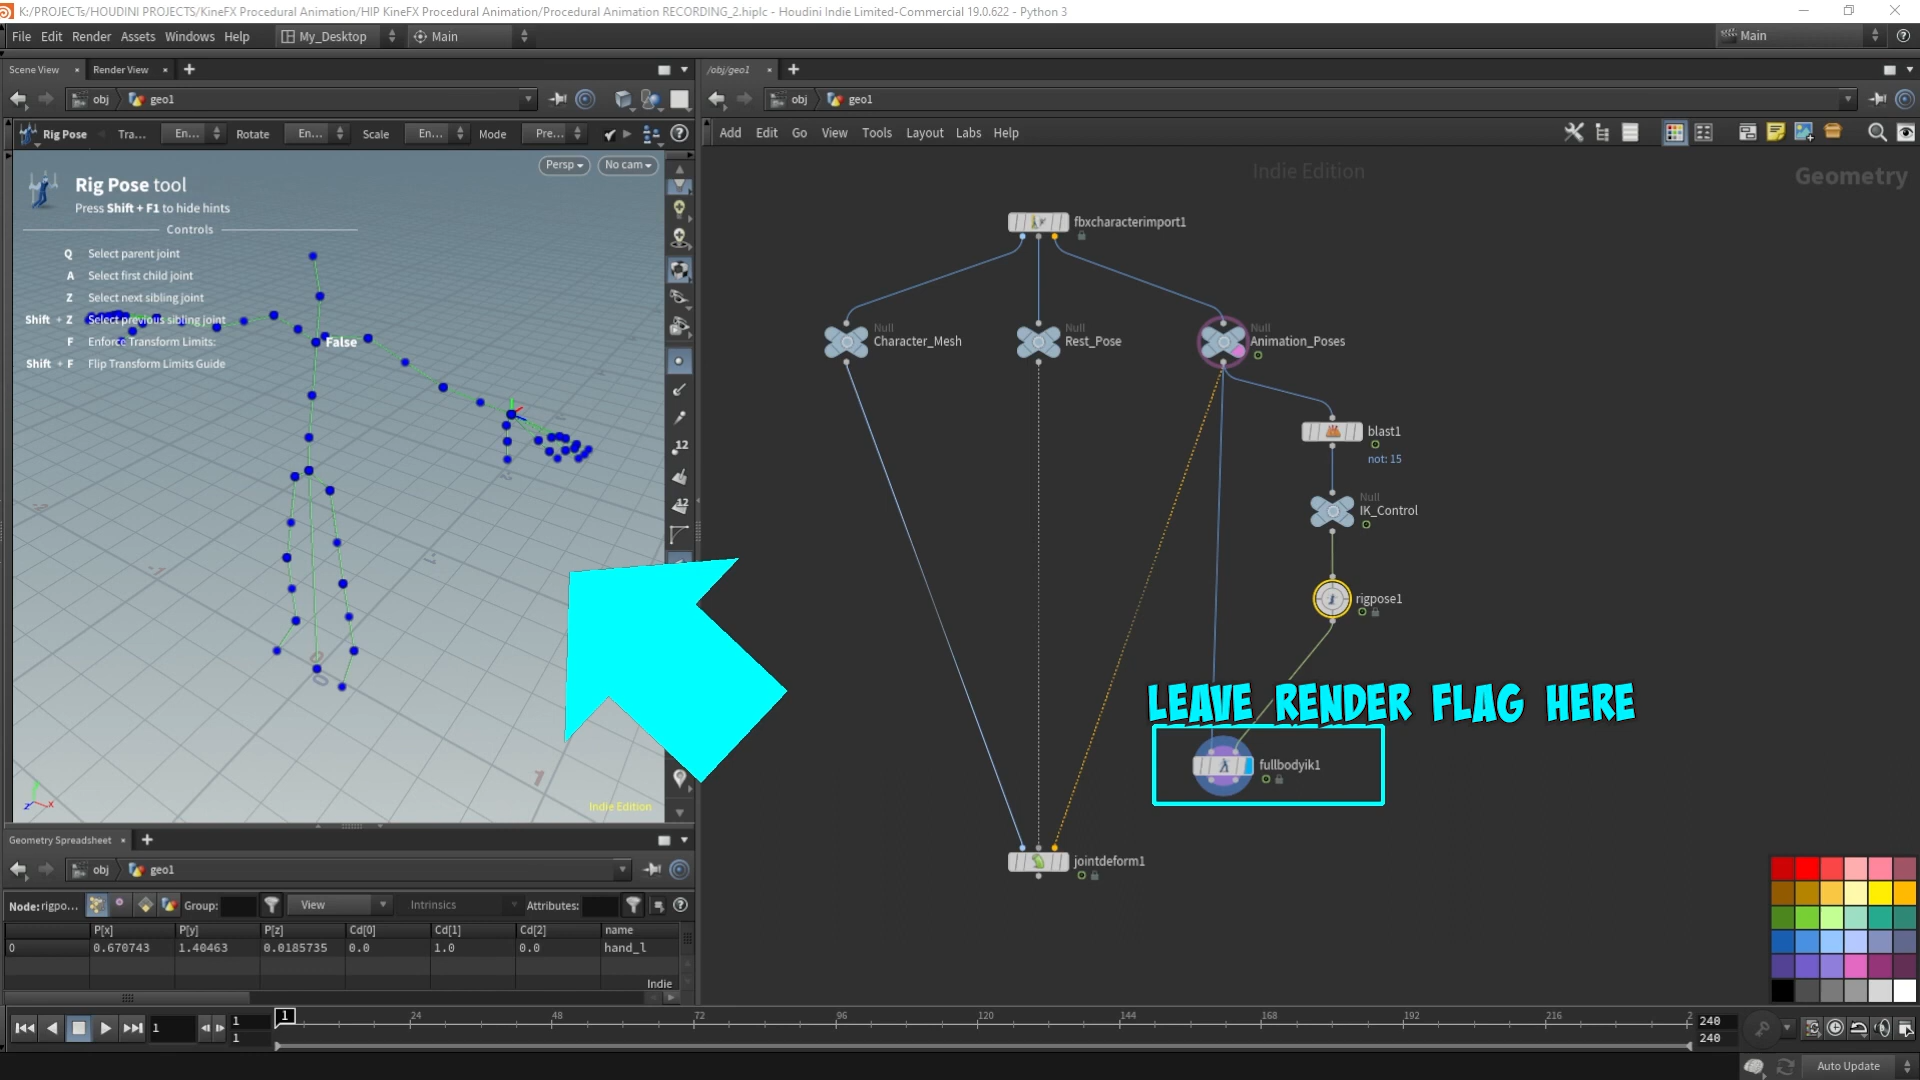 K:/PROJECTs/HOUDINI PROJECTS/KineFX Procedural Animation/HIP KineFX Procedural Animation/Procedural Animation RECORDING_2.hiplc - Houdini Indie Limited-Commercial 19.0.622 - Python 3
File Edit Render Assets Windows Help My_Desktop Main Main
Scene View Render View
obj geo1
Rig Pose Tra... En... Rotate En... Scale En... Mode Pre...
Persp No cam
Rig Pose tool
Press Shift + F1 to hide hints
Controls
Q Select parent joint
A Select first child joint
Z Select next sibling joint
Shift + Z Select previous sibling joint
F Enforce Transform Limits: False
Shift + F Flip Transform Limits Guide
12
12
-1
-1
0
0
1
z x
Indie Edition
/obj/geo1
obj geo1
Add Edit Go View Tools Layout Labs Help
Indie Edition
Geometry
fbxcharacterimport1
Null
Character_Mesh
Null
Rest_Pose
Null
Animation_Poses
blast1
not: 15
Null
IK_Control
rigpose1
LEAVE RENDER FLAG HERE
fullbodyik1
jointdeform1
Geometry Spreadsheet
obj geo1
Node: rigpo... Group: View Intrinsics Attributes:
P[x] P[y] P[z] Cd[0] Cd[1] Cd[2] name
0 0.670743 1.40463 0.0185735 0.0 1.0 0.0 hand_l
Indie
1 1 1 24 48 72 96 120 144 168 192 216 2 240
1 240
Auto Update